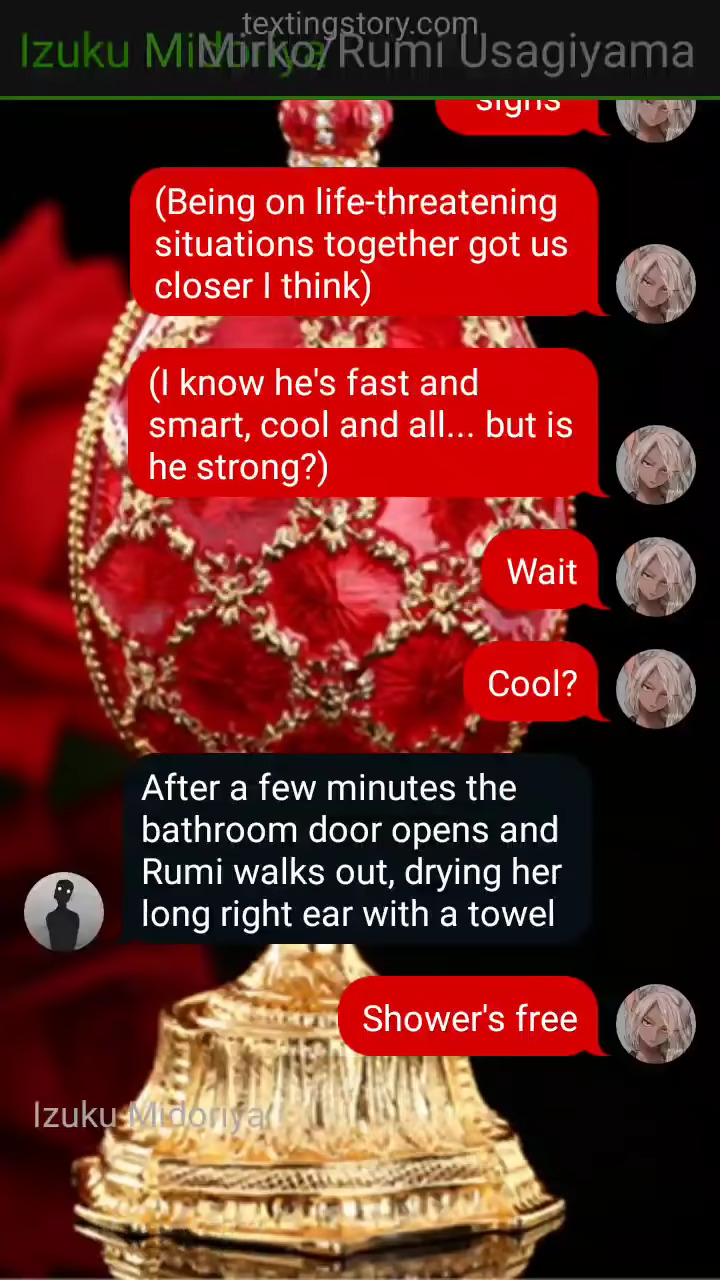 textingstory.com
Izuku Midoriya
Mirko/Rumi Usagiyama
signs
(Being on life-threatening
situations together got us
closer I think)
(I know he's fast and
smart, cool and all... but is
he strong?)
Wait
Cool?
After a few minutes the
bathroom door opens and
Rumi walks out, drying her
long right ear with a towel
Shower's free
Izuku Midoriya